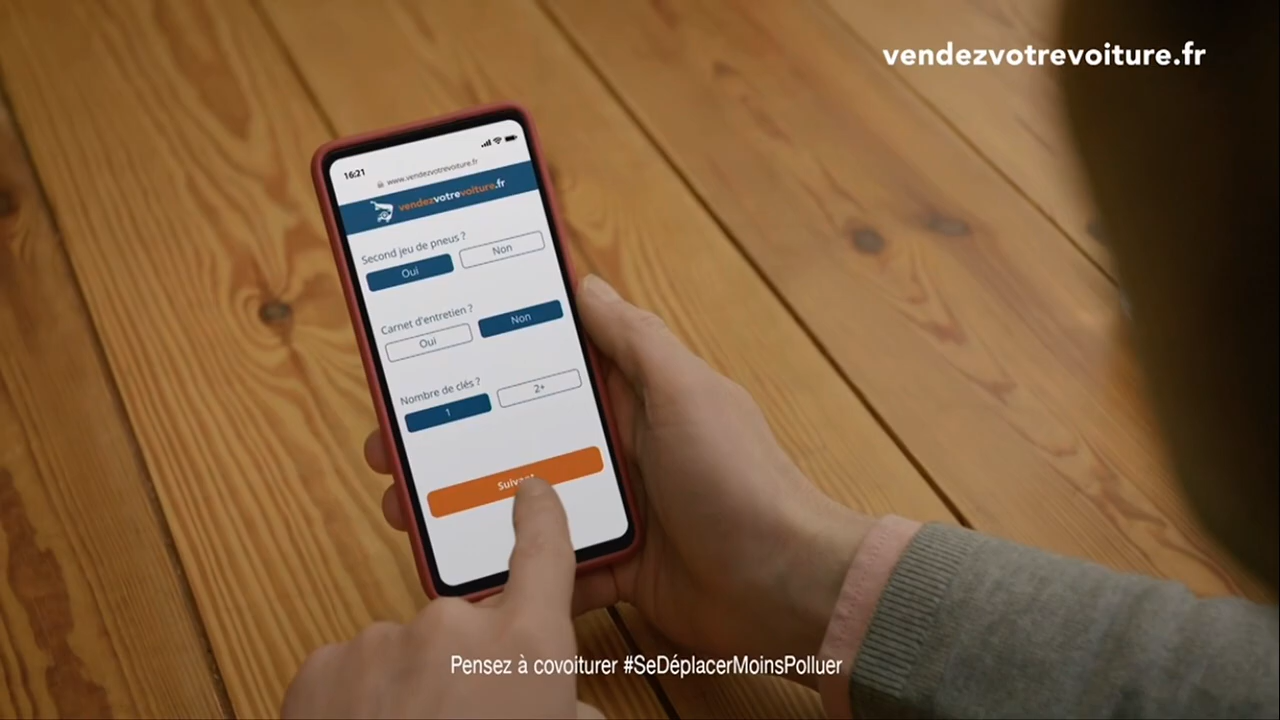 vendezvotrevoiture.fr
16:21
www.vendezvotrevoiture.fr
vendezvotrevoiture.fr
Second jeu de pneus ?
Oui
Non
Carnet d'entretien ?
Oui
Non
Nombre de clés ?
1
2+
Suivant
Pensez à covoiturer #SeDéplacerMoinsPolluer